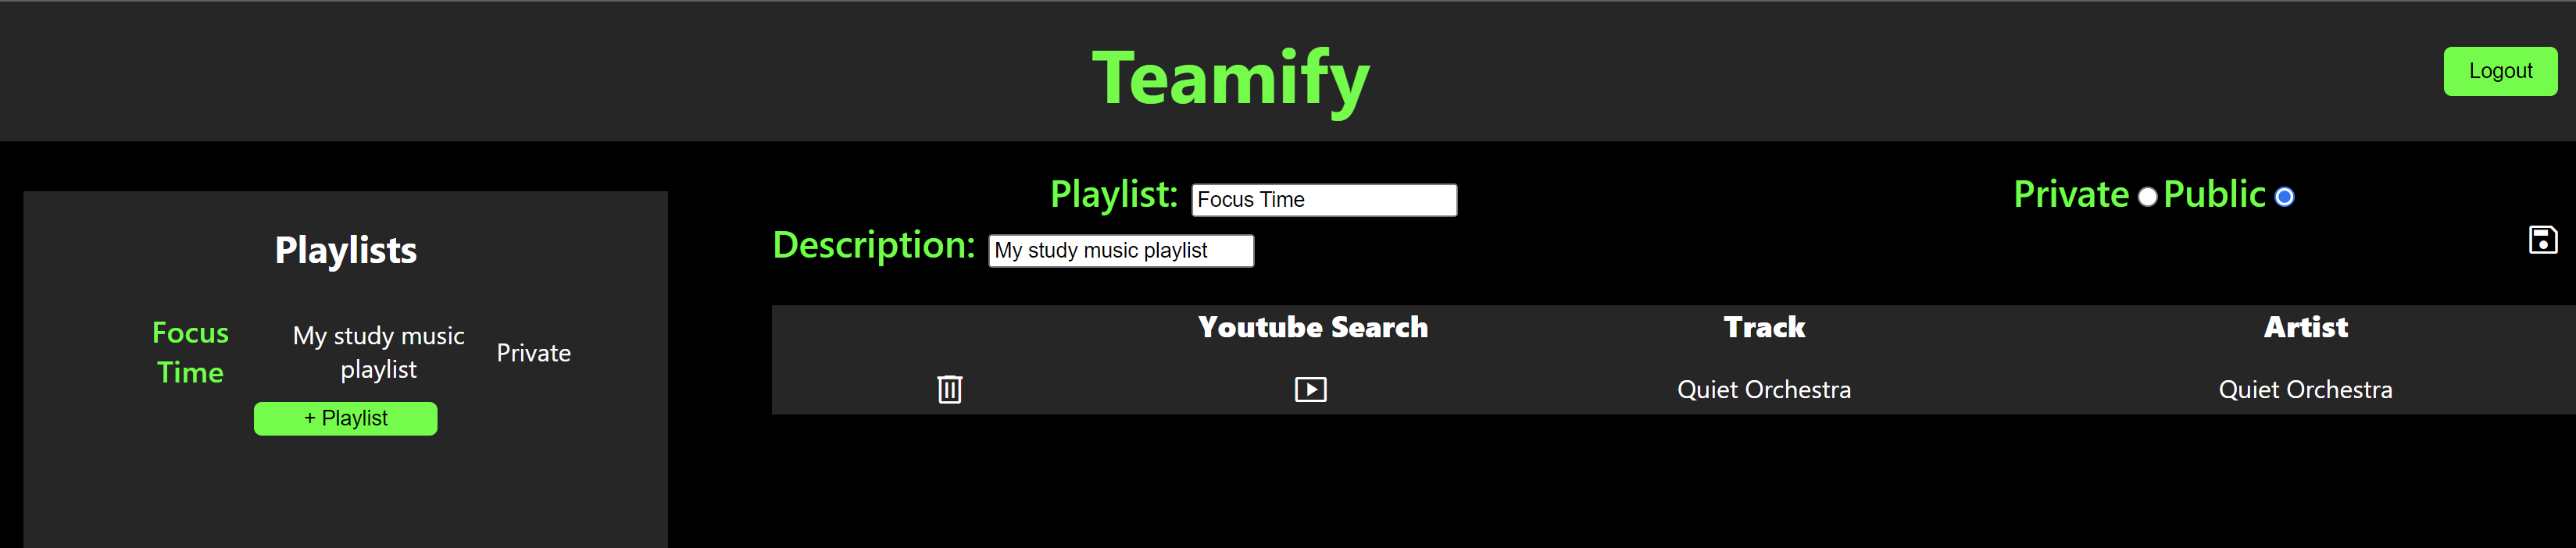 Teamify
Logout
Playlists
Focus
Time
My study music
playlist
Private
+ Playlist
Playlist: Focus Time
Private Public
Description: My study music playlist
Youtube Search Track Artist
Quiet Orchestra Quiet Orchestra